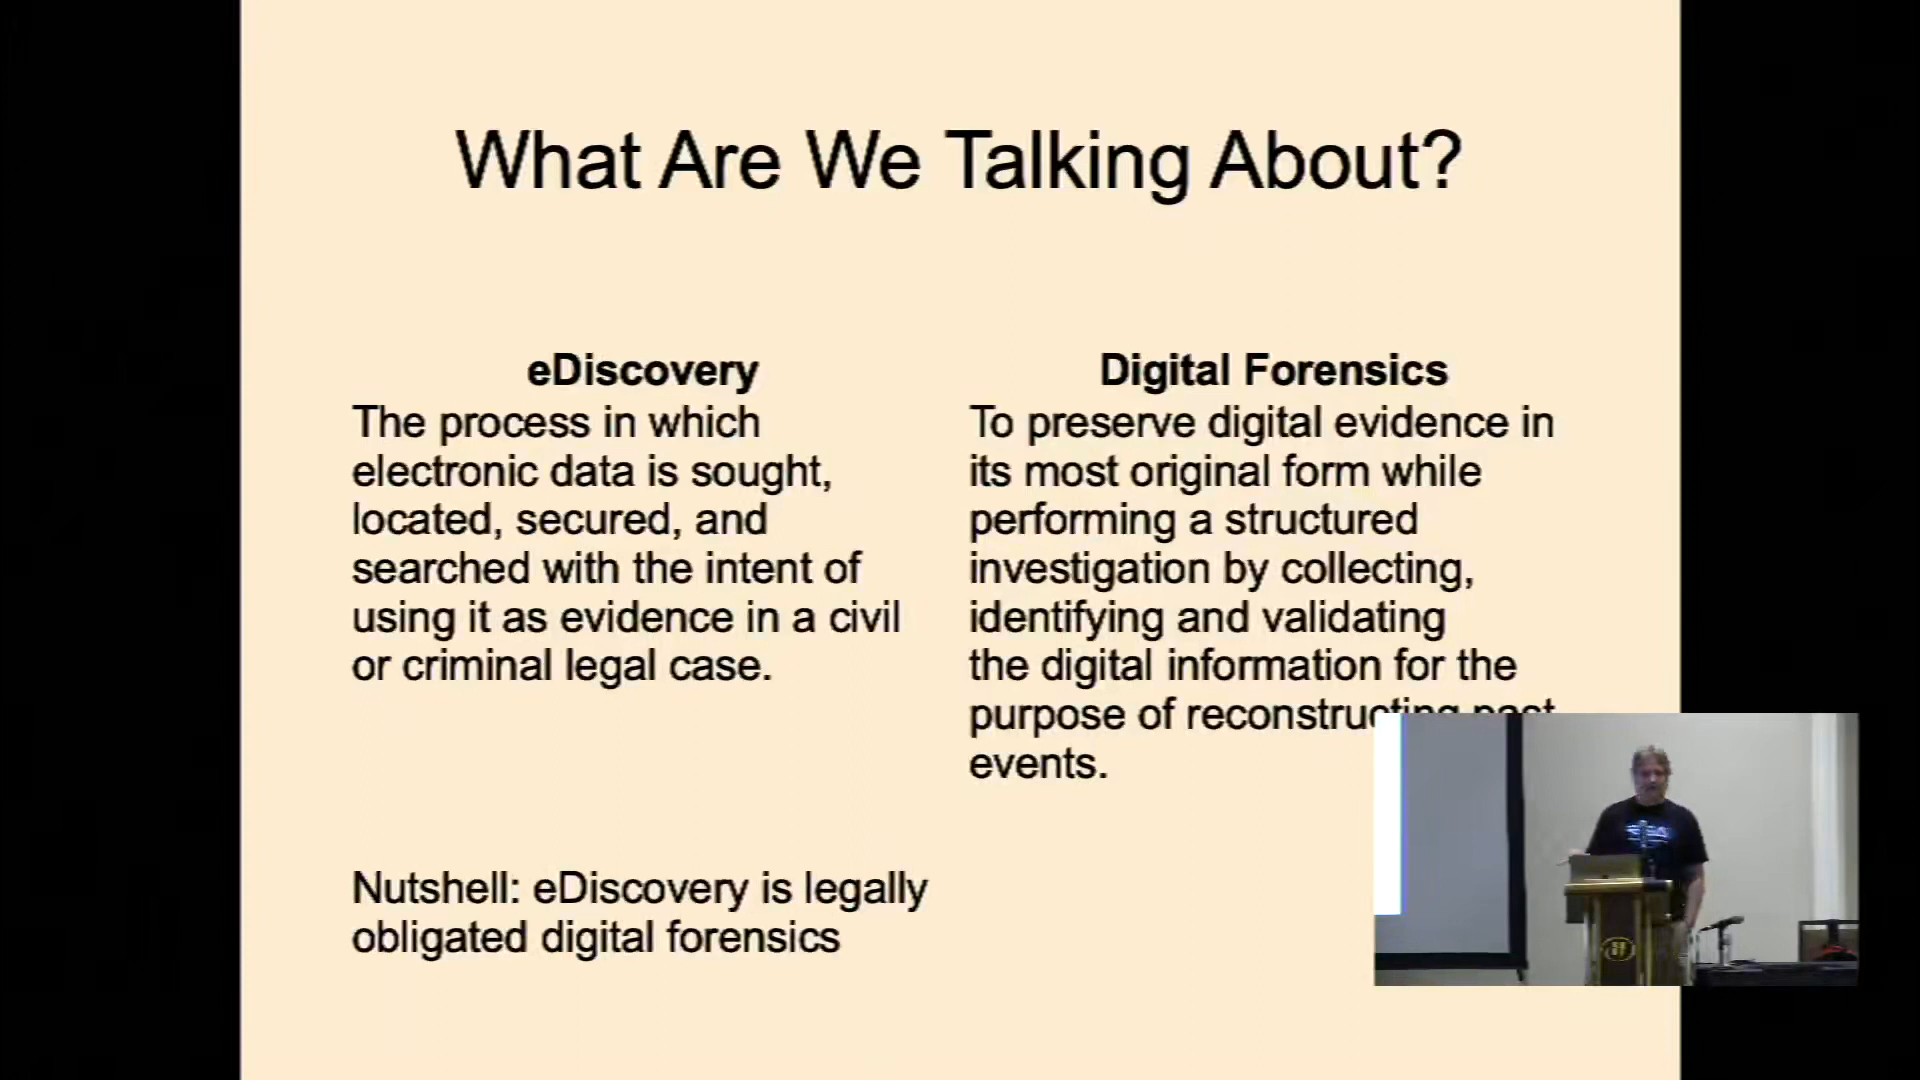 What Are We Talking About?
eDiscovery
The process in which
electronic data is sought,
located, secured, and
searched with the intent of
using it as evidence in a civil
or criminal legal case.
Digital Forensics
To preserve digital evidence in
its most original form while
performing a structured
investigation by collecting,
identifying and validating
the digital information for the
purpose of reconstructing past
events.
Nutshell: eDiscovery is legally
obligated digital forensics